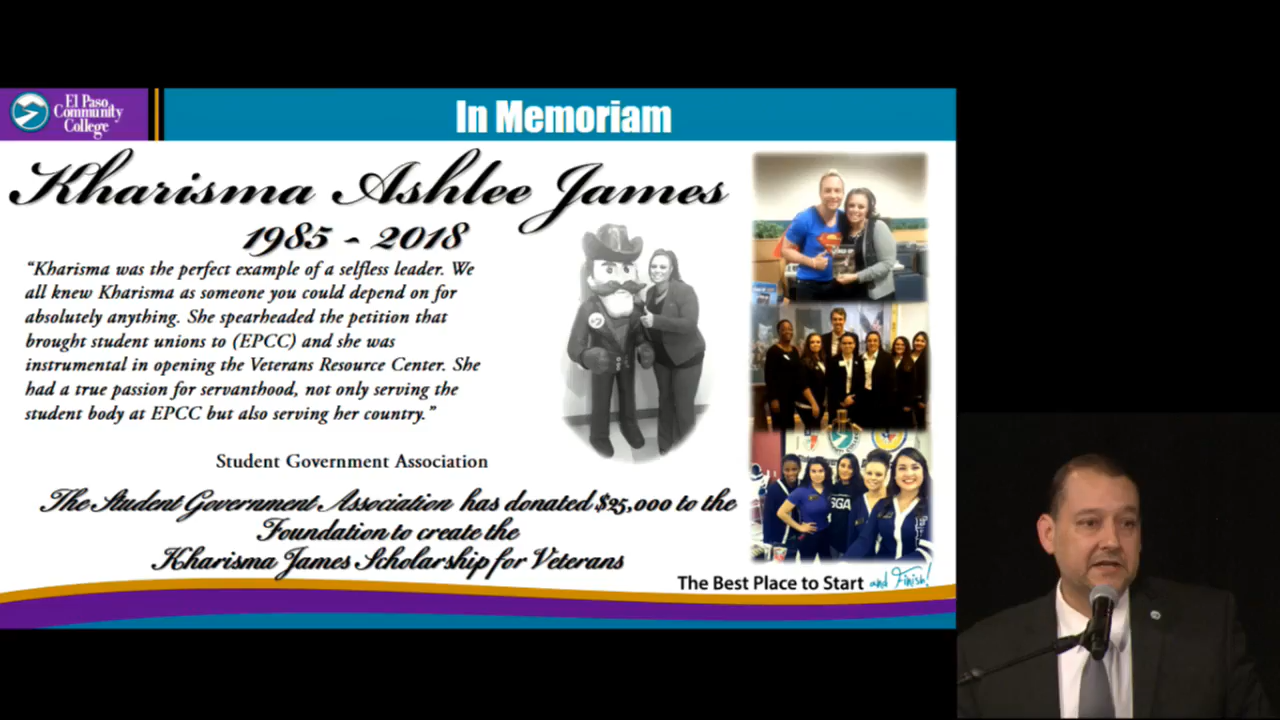 El Paso
Community
College
In Memoriam
Kharisma Ashlee James
1985 - 2018
“Kharisma was the perfect example of a selfless leader. We
all knew Kharisma as someone you could depend on for
absolutely anything. She spearheaded the petition that
brought student unions to (EPCC) and she was
instrumental in opening the Veterans Resource Center. She
had a true passion for servanthood, not only serving the
student body at EPCC but also serving her country.”
Student Government Association
The Student Government Association has donated $25,000 to the
Foundation to create the
Kharisma James Scholarship for Veterans
SGA
The Best Place to Start and Finish!